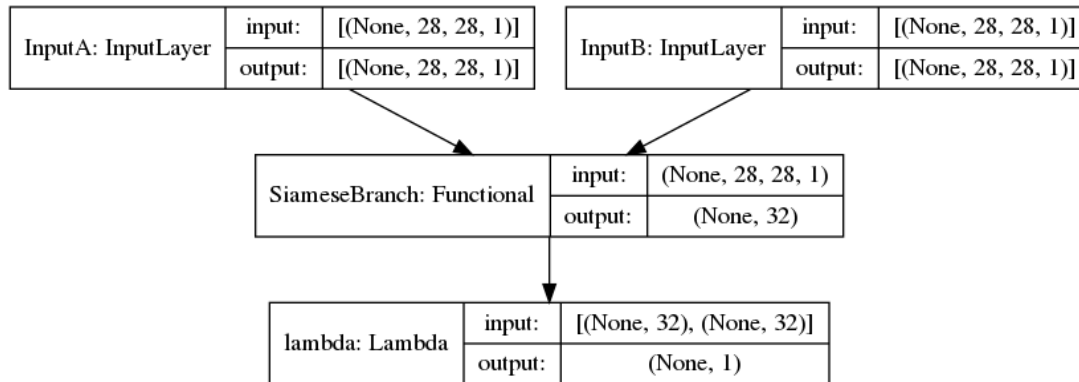 InputA: InputLayer
input: [(None, 28, 28, 1)]
output: [(None, 28, 28, 1)]
InputB: InputLayer
input: [(None, 28, 28, 1)]
output: [(None, 28, 28, 1)]
SiameseBranch: Functional
input: (None, 28, 28, 1)
output: (None, 32)
lambda: Lambda
input: [(None, 32), (None, 32)]
output: (None, 1)